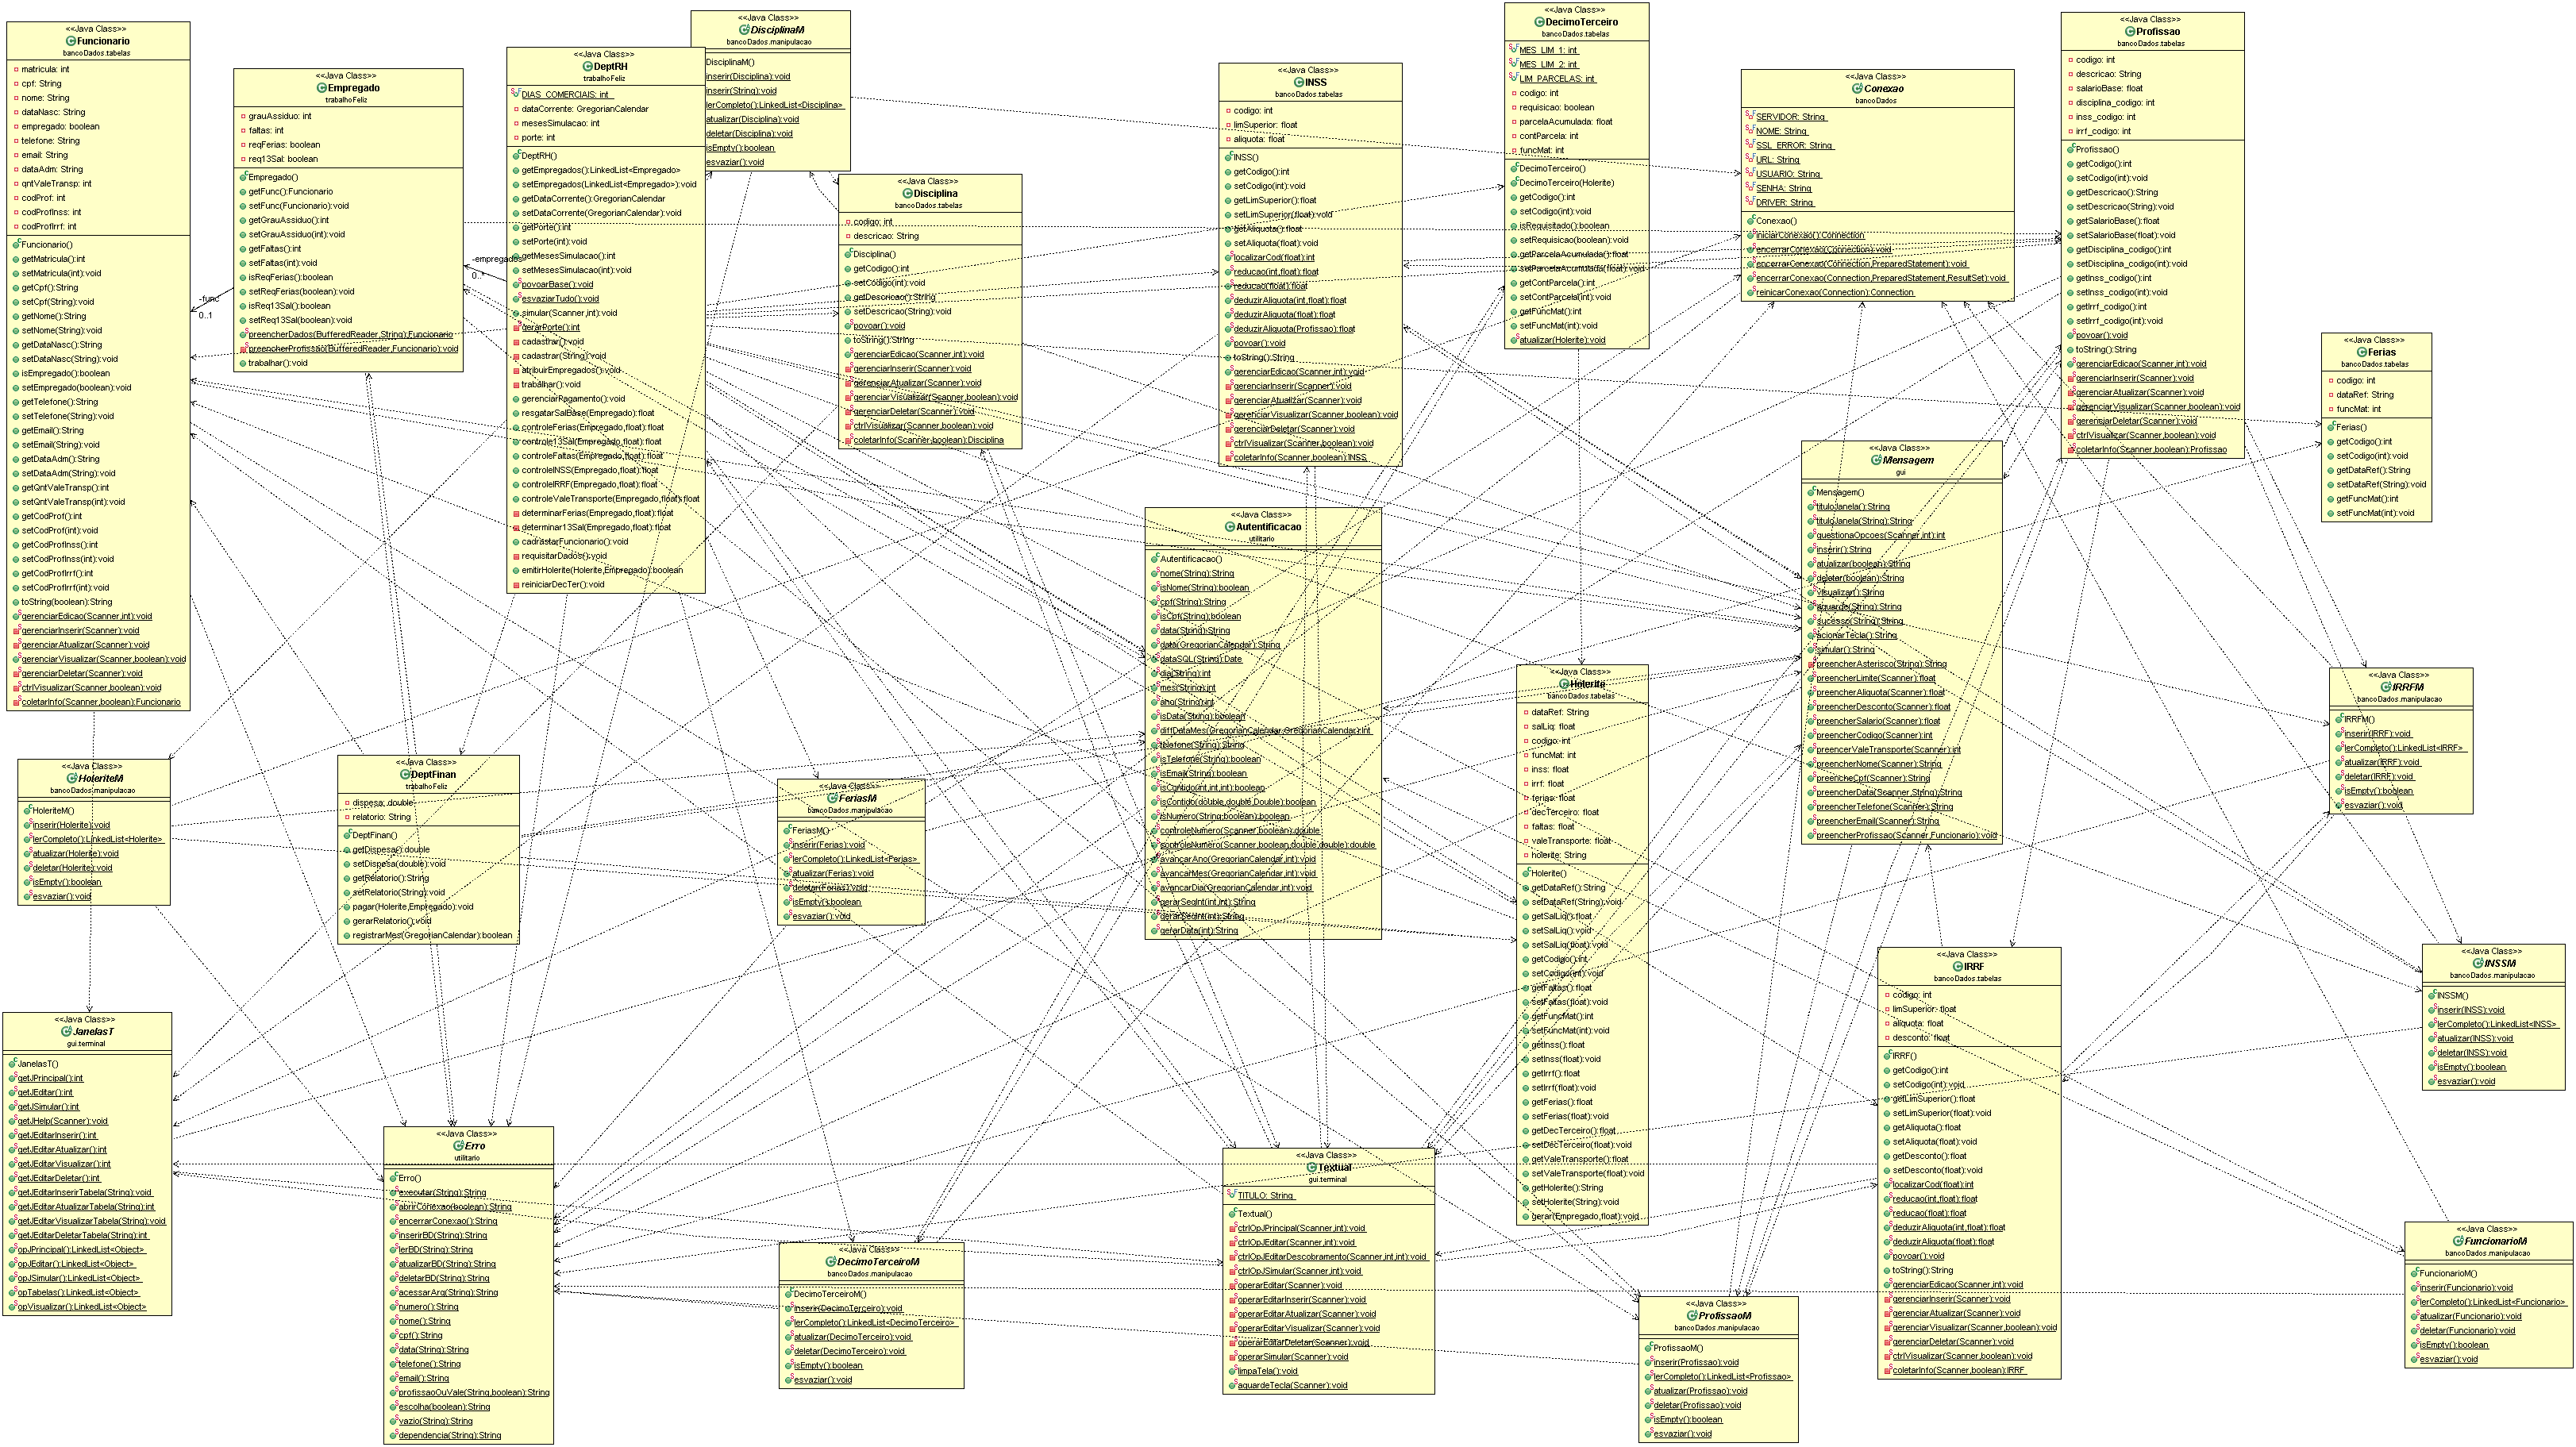 <<Java Class>>
Funcionario
bancoDados.tabelas
matricula: int
cpf: String
nome: String
dataNasc: String
empregado: boolean
telefone: String
email: String
dataAdm: String
qntValeTransp: int
codProf: int
codProfInss: int
codProfIrrf: int
Funcionario()
getMatricula():int
setMatricula(int):void
getCpf():String
setCpf(String):void
getNome():String
setNome(String):void
getDataNasc():String
setDataNasc(String):void
isEmpregado():boolean
setEmpregado(boolean):void
getTelefone():String
setTelefone(String):void
getEmail():String
setEmail(String):void
getDataAdm():String
setDataAdm(String):void
getQntValeTransp():int
setQntValeTransp(int):void
getCodProf():int
setCodProf(int):void
getCodProfInss():int
setCodProfInss(int):void
getCodProfIrrf():int
setCodProfIrrf(int):void
toString(boolean):String
gerenciarEdicao(Scanner,int):void
gerenciarInserir(Scanner):void
gerenciarAtualizar(Scanner):void
gerenciarVisualizar(Scanner,boolean):void
gerenciarDeletar(Scanner):void
ctrlVisualizar(Scanner,boolean):void
coletarInfo(Scanner,boolean):Funcionario
<<Java Class>>
Empregado
trabalhoFeliz
grauAssiduo: int
faltas: int
reqFerias: boolean
req13Sal: boolean
Empregado()
getFunc():Funcionario
setFunc(Funcionario):void
getGrauAssiduo():int
setGrauAssiduo(int):void
getFaltas():int
setFaltas(int):void
isReqFerias():boolean
setReqFerias(boolean):void
isReq13Sal():boolean
setReq13Sal(boolean):void
preencherDados(BufferedReader,String):Funcionario
preencherProfissao(BufferedReader,Funcionario):void
trabalhar():void
-func
0..1
-empregados
0..*
<<Java Class>>
DeptRH
trabalhoFeliz
DIAS_COMERCIAIS: int
dataCorrente: GregorianCalendar
mesesSimulacao: int
porte: int
DeptRH()
getEmpregados():LinkedList<Empregado>
setEmpregados(LinkedList<Empregado>):void
getDataCorrente():GregorianCalendar
setDataCorrente(GregorianCalendar):void
getPorte():int
setPorte(int):void
getMesesSimulacao():int
setMesesSimulacao(int):void
povoarBase():void
esvaziarTudo():void
simular(Scanner,int):void
gerarPorte():int
cadastrar():void
cadastrar(String):void
atribuirEmpregados():void
trabalhar():void
gerenciarPagamento():void
resgatarSalBase(Empregado):float
controleFerias(Empregado,float):float
controle13Sal(Empregado,float):float
controleFaltas(Empregado,float):float
controleINSS(Empregado,float):float
controleIRRF(Empregado,float):float
controleValeTransporte(Empregado,float):float
determinarFerias(Empregado,float):float
determinar13Sal(Empregado,float):float
cadrastarFuncionario():void
requisitarDados():void
emitirHolerite(Holerite,Empregado):boolean
reiniciarDecTer():void
<<Java Class>>
DisciplinaM
bancoDados.manipulacao
DisciplinaM()
inserir(Disciplina):void
inserir(String):void
lerCompleto():LinkedList<Disciplina>
atualizar(Disciplina):void
deletar(Disciplina):void
isEmpty():boolean
esvaziar():void
<<Java Class>>
Disciplina
bancoDados.tabelas
codigo: int
descricao: String
Disciplina()
getCodigo():int
setCodigo(int):void
getDescricao():String
setDescricao(String):void
povoar():void
toString():String
gerenciarEdicao(Scanner,int):void
gerenciarInserir(Scanner):void
gerenciarAtualizar(Scanner):void
gerenciarVisualizar(Scanner,boolean):void
gerenciarDeletar(Scanner):void
ctrlVisualizar(Scanner,boolean):void
coletarInfo(Scanner,boolean):Disciplina
<<Java Class>>
INSS
bancoDados.tabelas
codigo: int
limSuperior: float
aliquota: float
INSS()
getCodigo():int
setCodigo(int):void
getLimSuperior():float
setLimSuperior(float):void
getAliquota():float
setAliquota(float):void
localizarCod(float):int
reducao(int,float):float
reducao(float):float
deduzirAliquota(int,float):float
deduzirAliquota(float):float
deduzirAliquota(Profissao):float
povoar():void
toString():String
gerenciarEdicao(Scanner,int):void
gerenciarInserir(Scanner):void
gerenciarAtualizar(Scanner):void
gerenciarVisualizar(Scanner,boolean):void
gerenciarDeletar(Scanner):void
ctrlVisualizar(Scanner,boolean):void
coletarInfo(Scanner,boolean):INSS
<<Java Class>>
DecimoTerceiro
bancoDados.tabelas
MES_LIM_1: int
MES_LIM_2: int
LIM_PARCELAS: int
codigo: int
requisicao: boolean
parcelaAcumulada: float
contParcela: int
funcMat: int
DecimoTerceiro()
DecimoTerceiro(Holerite)
getCodigo():int
setCodigo(int):void
isRequisitado():boolean
setRequisicao(boolean):void
getParcelaAcumulada():float
setParcelaAcumulada(float):void
getContParcela():int
setContParcela(int):void
getFuncMat():int
setFuncMat(int):void
atualizar(Holerite):void
<<Java Class>>
Conexao
bancoDados
SERVIDOR: String
NOME: String
SSL_ERROR: String
URL: String
USUARIO: String
SENHA: String
DRIVER: String
Conexao()
iniciarConexao():Connection
encerrarConexao(Connection):void
encerrarConexao(Connection,PreparedStatement):void
encerrarConexao(Connection,PreparedStatement,ResultSet):void
reinicarConexao(Connection):Connection
<<Java Class>>
Profissao
bancoDados.tabelas
codigo: int
descricao: String
salarioBase: float
disciplina_codigo: int
inss_codigo: int
irrf_codigo: int
Profissao()
getCodigo():int
setCodigo(int):void
getDescricao():String
setDescricao(String):void
getSalarioBase():float
setSalarioBase(float):void
getDisciplina_codigo():int
setDisciplina_codigo(int):void
getInss_codigo():int
setInss_codigo(int):void
getIrrf_codigo():int
setIrrf_codigo(int):void
povoar():void
toString():String
gerenciarEdicao(Scanner,int):void
gerenciarInserir(Scanner):void
gerenciarAtualizar(Scanner):void
gerenciarVisualizar(Scanner,boolean):void
gerenciarDeletar(Scanner):void
ctrlVisualizar(Scanner,boolean):void
coletarInfo(Scanner,boolean):Profissao
<<Java Class>>
Ferias
bancoDados.tabelas
codigo: int
dataRef: String
funcMat: int
Ferias()
getCodigo():int
setCodigo(int):void
getDataRef():String
setDataRef(String):void
getFuncMat():int
setFuncMat(int):void
<<Java Class>>
Mensagem
gui
Mensagem()
tituloJanela():String
tituloJanela(String):String
questionaOpcoes(Scanner,int):int
inserir():String
atualizar(boolean):String
deletar(boolean):String
visualizar():String
aguarde(String):String
sucesso(String):String
acionarTecla():String
simular():String
preencherAsterisco(String):String
preencherLimite(Scanner):float
preencherAliquota(Scanner):float
preencherDesconto(Scanner):float
preencherSalario(Scanner):float
preencherCodigo(Scanner):int
preencerValeTransporte(Scanner):int
preencherNome(Scanner):String
preencheCpf(Scanner):String
preencherData(Scanner,String):String
preencherTelefone(Scanner):String
preencherEmail(Scanner):String
preencherProfissao(Scanner,Funcionario):void
<<Java Class>>
Autentificacao
utilitario
Autentificacao()
nome(String):String
isNome(String):boolean
cpf(String):String
isCpf(String):boolean
data(String):String
data(GregorianCalendar):String
dataSQL(String):Date
dia(String):int
mes(String):int
ano(String):int
isData(String):boolean
diffDataMes(GregorianCalendar,GregorianCalendar):int
telefone(String):String
isTelefone(String):boolean
isEmail(String):boolean
isContido(int,int,int):boolean
isContido(double,double,Double):boolean
isNumero(String,boolean):boolean
controleNumero(Scanner,boolean):double
controleNumero(Scanner,boolean,double,double):double
avancarAno(GregorianCalendar,int):void
avancarMes(GregorianCalendar,int):void
avancarDia(GregorianCalendar,int):void
gerarSeqInt(int,int):String
gerarSeqInt(int):String
gerarData(int):String
<<Java Class>>
Holerite
bancoDados.tabelas
dataRef: String
salLiq: float
codigo: int
funcMat: int
inss: float
irrf: float
ferias: float
decTerceiro: float
faltas: float
valeTransporte: float
holerite: String
Holerite()
getDataRef():String
setDataRef(String):void
getSalLiq():float
setSalLiq():void
setSalLiq(float):void
getCodigo():int
setCodigo(int):void
getFaltas():float
setFaltas(float):void
getFuncMat():int
setFuncMat(int):void
getInss():float
setInss(float):void
getIrrf():float
setIrrf(float):void
getFerias():float
setFerias(float):void
getDecTerceiro():float
setDecTerceiro(float):void
getValeTransporte():float
setValeTransporte(float):void
getHolerite():String
setHolerite(String):void
gerar(Empregado,float):void
<<Java Class>>
IRRFM
bancoDados.manipulacao
IRRFM()
inserir(IRRF):void
lerCompleto():LinkedList<IRRF>
atualizar(IRRF):void
deletar(IRRF):void
isEmpty():boolean
esvaziar():void
<<Java Class>>
HoleriteM
bancoDados.manipulacao
HoleriteM()
inserir(Holerite):void
lerCompleto():LinkedList<Holerite>
atualizar(Holerite):void
deletar(Holerite):void
isEmpty():boolean
esvaziar():void
<<Java Class>>
DeptFinan
trabalhoFeliz
dispesa: double
relatorio: String
DeptFinan()
getDispesa():double
setDispesa(double):void
getRelatorio():String
setRelatorio(String):void
pagar(Holerite,Empregado):void
gerarRelatorio():void
registrarMes(GregorianCalendar):boolean
<<Java Class>>
FeriasM
bancoDados.manipulacao
FeriasM()
inserir(Ferias):void
lerCompleto():LinkedList<Ferias>
atualizar(Ferias):void
deletar(Ferias):void
isEmpty():boolean
esvaziar():void
<<Java Class>>
IRRF
bancoDados.tabelas
codigo: int
limSuperior: float
aliquota: float
desconto: float
IRRF()
getCodigo():int
setCodigo(int):void
getLimSuperior():float
setLimSuperior(float):void
getAliquota():float
setAliquota(float):void
getDesconto():float
setDesconto(float):void
localizarCod(float):int
reducao(int,float):float
reducao(float):float
deduzirAliquota(int,float):float
deduzirAliquota(float):float
povoar():void
toString():String
gerenciarEdicao(Scanner,int):void
gerenciarInserir(Scanner):void
gerenciarAtualizar(Scanner):void
gerenciarVisualizar(Scanner,boolean):void
gerenciarDeletar(Scanner):void
ctrlVisualizar(Scanner,boolean):void
coletarInfo(Scanner,boolean):IRRF
<<Java Class>>
INSSM
bancoDados.manipulacao
INSSM()
inserir(INSS):void
lerCompleto():LinkedList<INSS>
atualizar(INSS):void
deletar(INSS):void
isEmpty():boolean
esvaziar():void
<<Java Class>>
JanelasT
gui.terminal
JanelasT()
getJPrincipal():int
getJEditar():int
getJSimular():int
getJHelp(Scanner):void
getJEditarInserir():int
getJEditarAtualizar():int
getJEditarVisualizar():int
getJEditarDeletar():int
getJEditarInserirTabela(String):void
getJEditarAtualizarTabela(String):int
getJEditarVisualizarTabela(String):void
getJEditarDeletarTabela(String):int
opJPrincipal():LinkedList<Object>
opJEditar():LinkedList<Object>
opJSimular():LinkedList<Object>
opTabelas():LinkedList<Object>
opVisualizar():LinkedList<Object>
<<Java Class>>
Erro
utilitario
Erro()
executar(String):String
abrirConexao(boolean):String
encerrarConexao():String
inserirBD(String):String
lerBD(String):String
atualizarBD(String):String
deletarBD(String):String
acessarArq(String):String
numero():String
nome():String
cpf():String
data(String):String
telefone():String
email():String
profissaoOuVale(String,boolean):String
escolha(boolean):String
vazio(String):String
dependencia(String):String
<<Java Class>>
DecimoTerceiroM
bancoDados.manipulacao
DecimoTerceiroM()
inserir(DecimoTerceiro):void
lerCompleto():LinkedList<DecimoTerceiro>
atualizar(DecimoTerceiro):void
deletar(DecimoTerceiro):void
isEmpty():boolean
esvaziar():void
<<Java Class>>
Textual
gui.terminal
TITULO: String
Textual()
ctrlOpJPrincipal(Scanner,int):void
ctrlOpJEditar(Scanner,int):void
ctrlOpJEditarDescobramento(Scanner,int,int):void
ctrlOpJSimular(Scanner,int):void
operarEditar(Scanner):void
operarEditarInserir(Scanner):void
operarEditarAtualizar(Scanner):void
operarEditarVisualizar(Scanner):void
operarEditarDeletar(Scanner):void
operarSimular(Scanner):void
limpaTela():void
aguardeTecla(Scanner):void
<<Java Class>>
ProfissaoM
bancoDados.manipulacao
ProfissaoM()
inserir(Profissao):void
lerCompleto():LinkedList<Profissao>
atualizar(Profissao):void
deletar(Profissao):void
isEmpty():boolean
esvaziar():void
<<Java Class>>
FuncionarioM
bancoDados.manipulacao
FuncionarioM()
inserir(Funcionario):void
lerCompleto():LinkedList<Funcionario>
atualizar(Funcionario):void
deletar(Funcionario):void
isEmpty():boolean
esvaziar():void